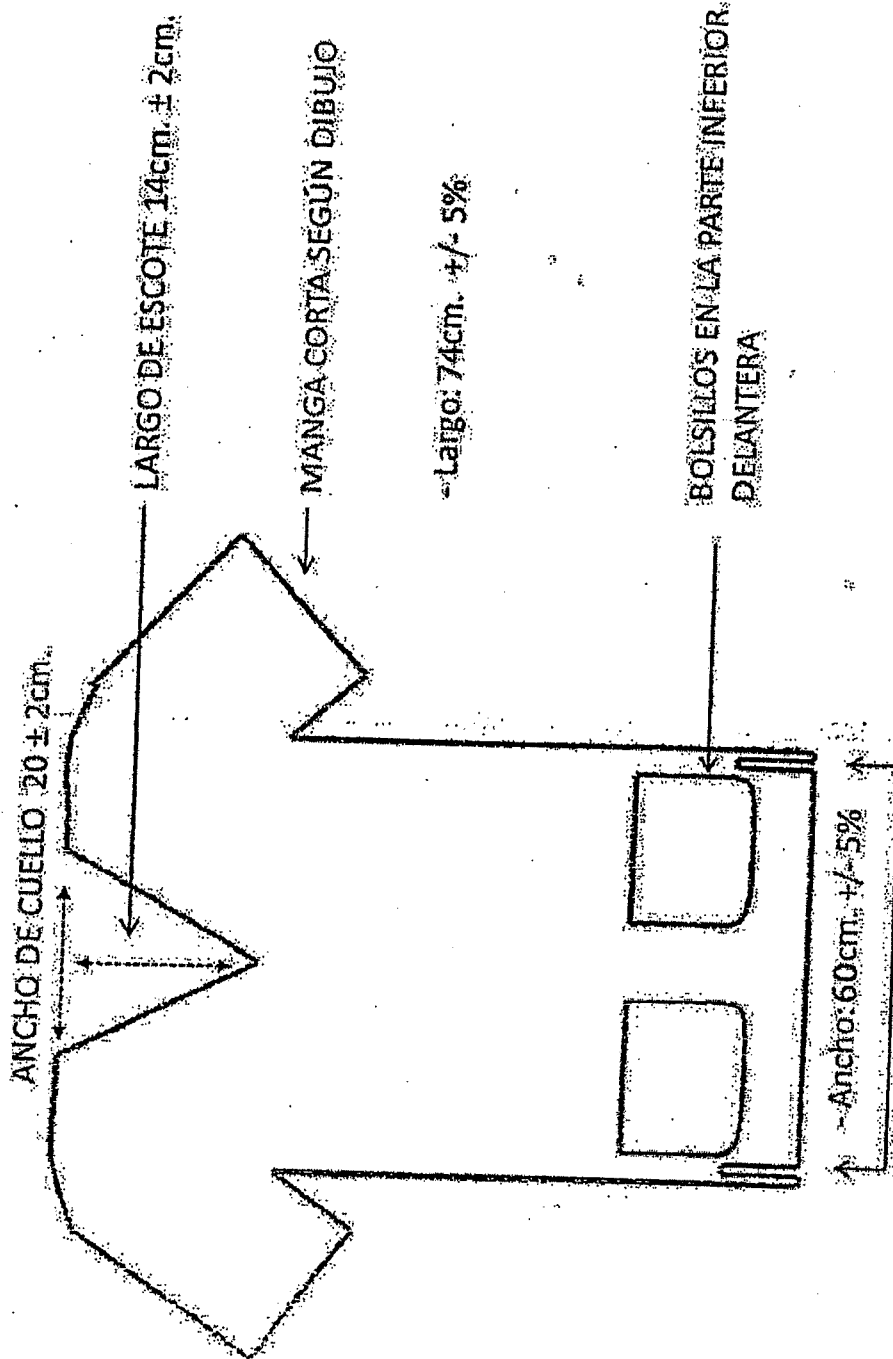 ANCHO DE CUELLO 20 ± 2cm.
LARGO DE ESCOTE 14cm. ± 2cm.
MANGA CORTA SEGÚN DIBUJO
- Largo: 74cm. +/- 5%
BOLSILLOS EN LA PARTE INFERIOR
DELANTERA
- Ancho: 60cm. +/- 5%